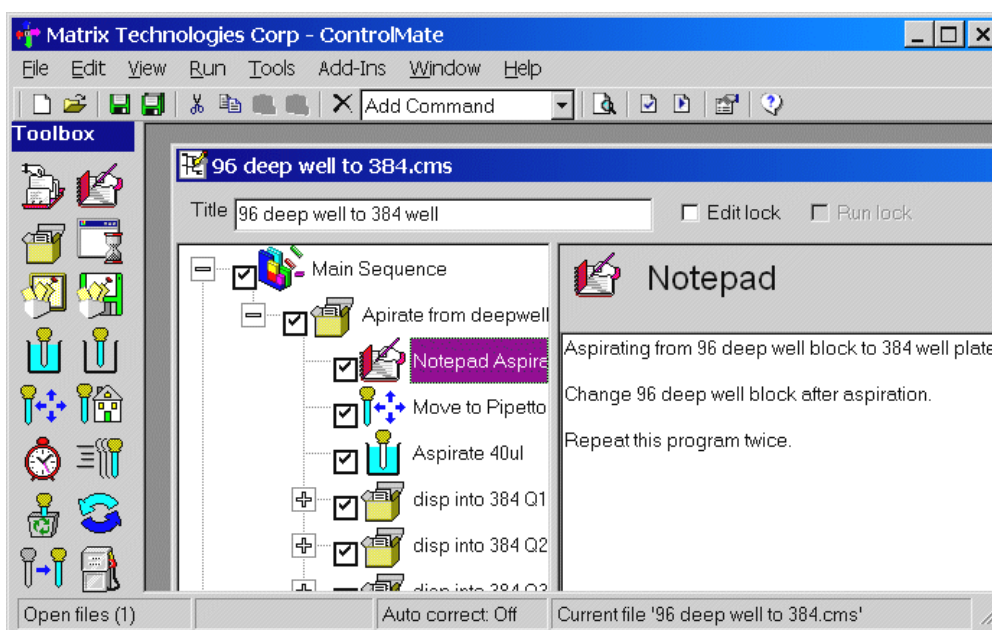 Matrix Technologies Corp - ControlMate
File Edit View Run Tools Add-Ins Window Help
Add Command
Toolbox
96 deep well to 384.cms
Title 96 deep well to 384 well Edit lock Run lock
Main Sequence
Apirate from deepwell
Notepad Aspire
Move to Pipetto
Aspirate 40ul
disp into 384 Q1
disp into 384 Q2
disp into 384 Q3
Notepad
Aspirating from 96 deep well block to 384 well plate
Change 96 deep well block after aspiration.
Repeat this program twice.
Open files (1) Auto correct: Off Current file '96 deep well to 384.cms'